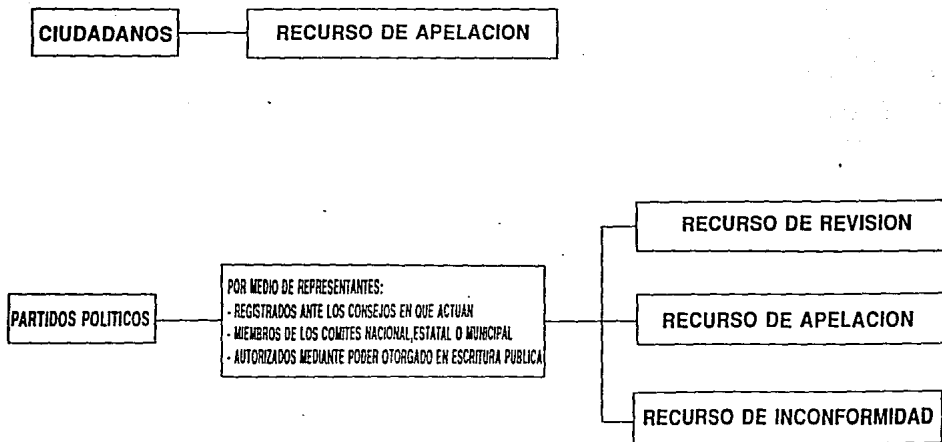 CIUDADANOS
RECURSO DE APELACION
RECURSO DE REVISION
PARTIDOS POLITICOS
POR MEDIO DE REPRESENTANTES:
- REGISTRADOS ANTE LOS CONSEJOS EN QUE ACTUAN
- MIEMBROS DE LOS COMITES NACIONAL,ESTATAL O MUNICIPAL
- AUTORIZADOS MEDIANTE PODER OTORGADO EN ESCRITURA PUBLICA
RECURSO DE APELACION
RECURSO DE INCONFORMIDAD